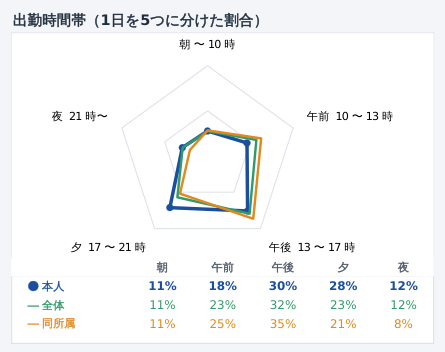 出勤時間帯（1日を5つに分けた割合）
朝 〜 10 時
夜 21 時〜
午前 10 〜 13 時
夕 17 〜 21 時
午後 13 〜 17 時
朝 午前 午後 夕 夜
本人 11% 18% 30% 28% 12%
全体 11% 23% 32% 23% 12%
同所属 11% 25% 35% 21% 8%